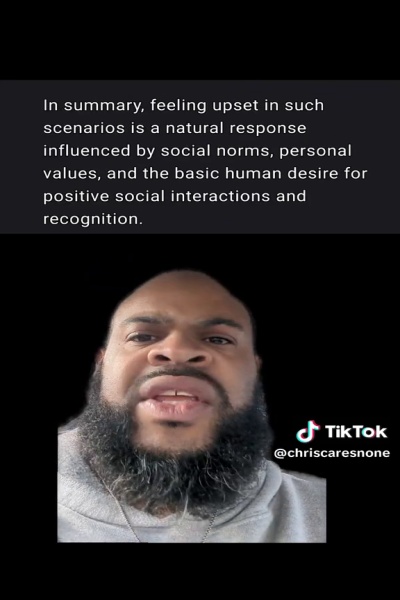 In summary, feeling upset in such
scenarios is a natural response
influenced by social norms, personal
values, and the basic human desire for
positive social interactions and
recognition.
TikTok
@chriscaresnone